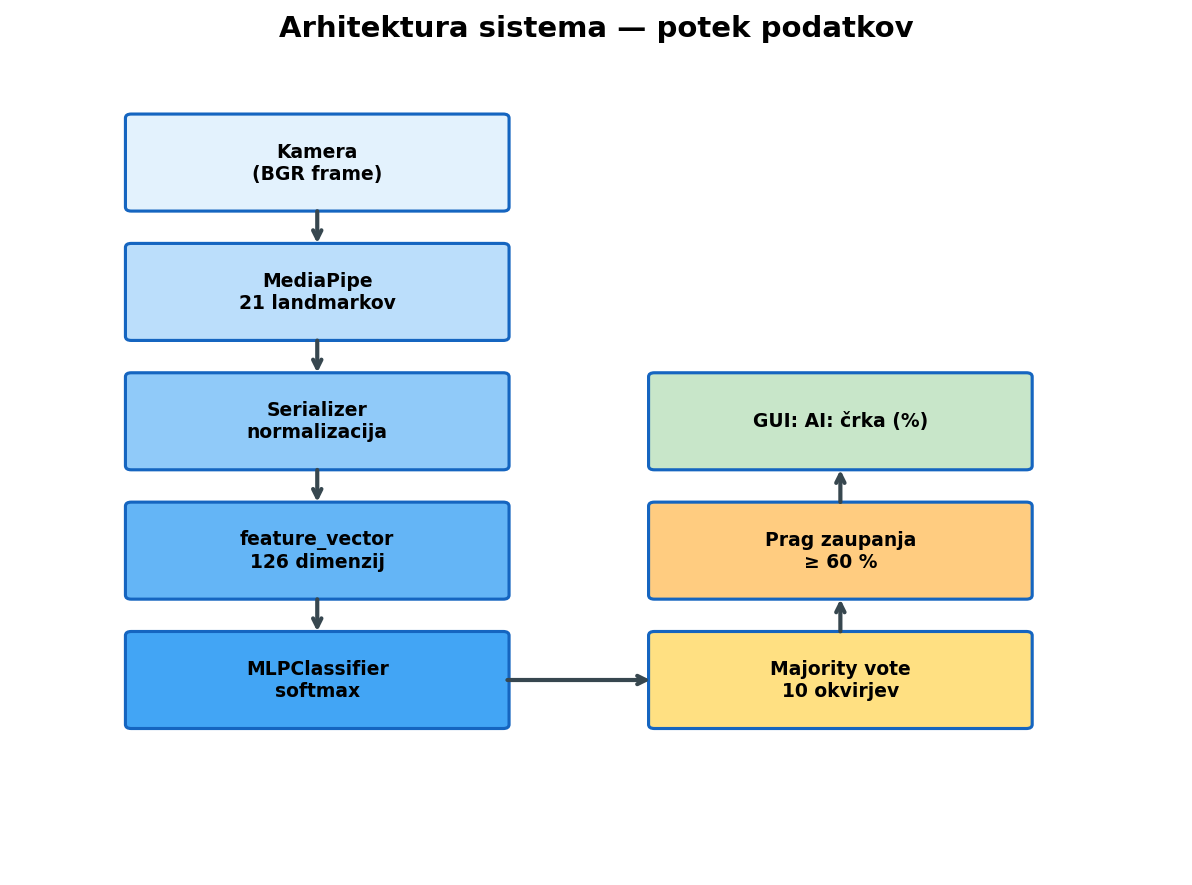 Arhitektura sistema — potek podatkov
Kamera
(BGR frame)
MediaPipe
21 landmarkov
Serializer
normalizacija
feature_vector
126 dimenzij
MLPClassifier
softmax
GUI: AI: črka (%)
Prag zaupanja
≥ 60 %
Majority vote
10 okvirjev